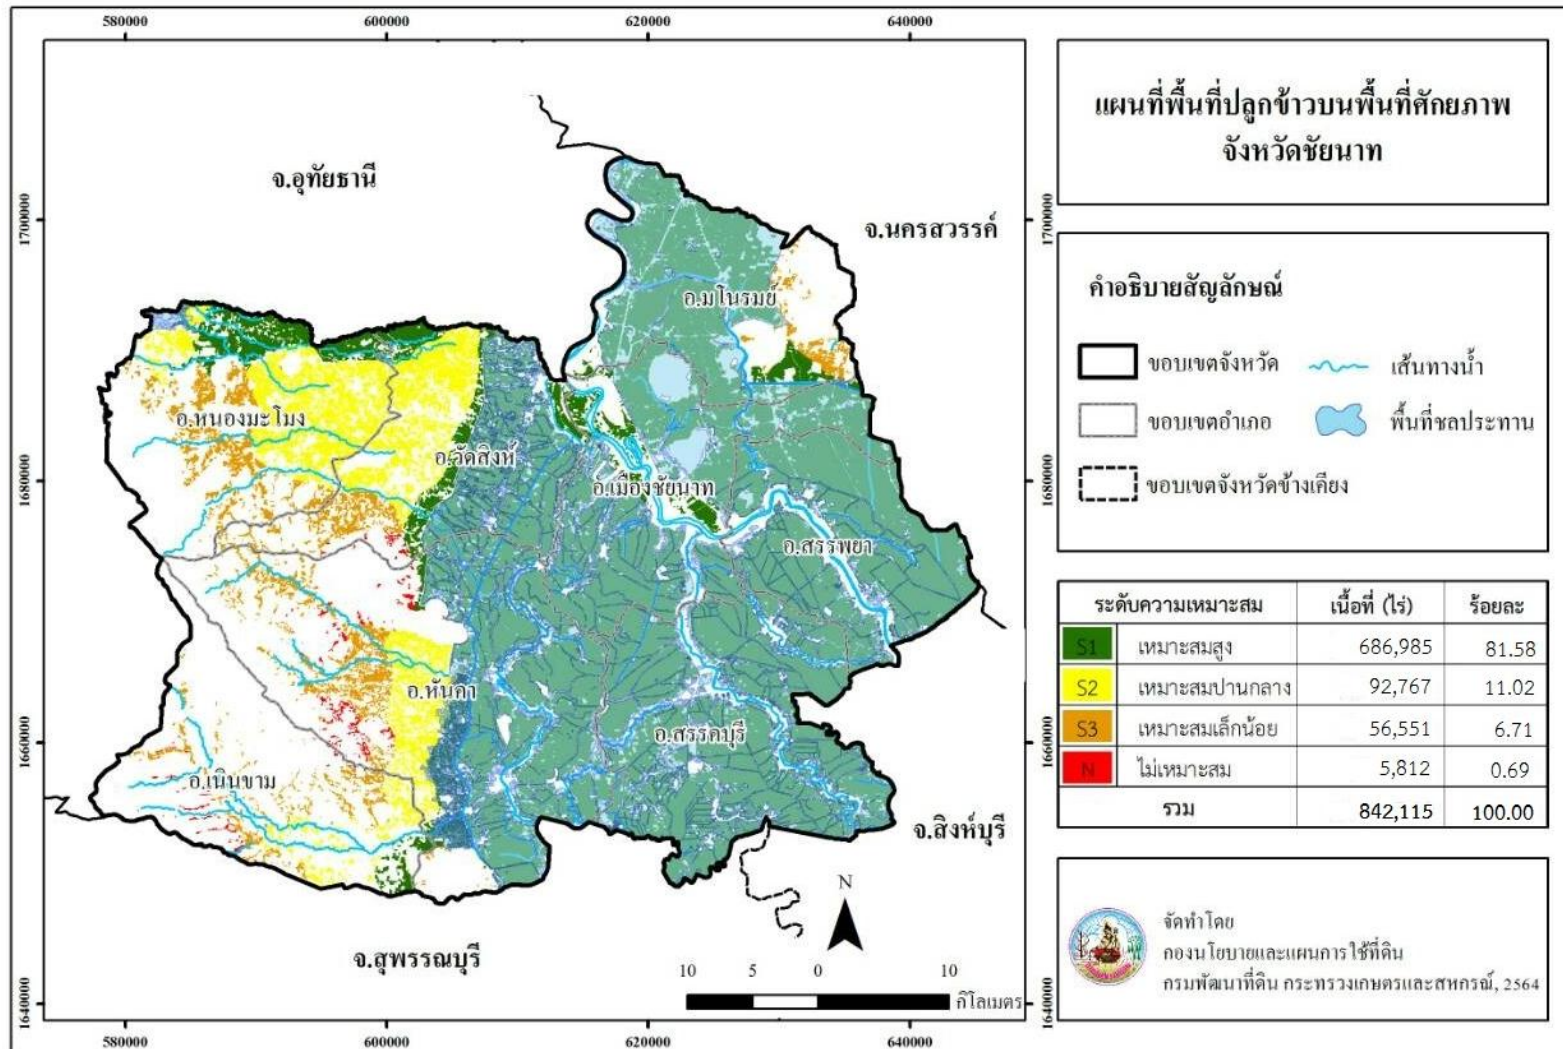 580000 600000 620000 640000
แผนที่พื้นที่ปลูกข้าวบนพื้นที่ศักยภาพ
จังหวัดชัยนาท
จ.อุทัยธานี
1700000
จ.นครสวรรค์
1700000
คำอธิบายสัญลักษณ์
อ.มโนรมย์
ขอบเขตจังหวัด
เส้นทางน้ำ
ขอบเขตอำเภอ
พื้นที่ชลประทาน
ขอบเขตจังหวัดข้างเคียง
อ.หนองมะโมง
อ.วัดสิงห์
1680000
อ.เมืองชัยนาท
1680000
อ.สรรพยา
ระดับความเหมาะสม เนื้อที่ (ไร่) ร้อยละ
S1 เหมาะสมสูง 686,985 81.58
S2 เหมาะสมปานกลาง 92,767 11.02
S3 เหมาะสมเล็กน้อย 56,551 6.71
N ไม่เหมาะสม 5,812 0.69
รวม 842,115 100.00
อ.หันคา
อ.สรรคบุรี
1660000
1660000
อ.เนินขาม
จ.สิงห์บุรี
N
จ.สุพรรณบุรี
10 5 0 10
กิโลเมตร
จัดทำโดย
กองนโยบายและแผนการใช้ที่ดิน
กรมพัฒนาที่ดิน กระทรวงเกษตรและสหกรณ์, 2564
1640000
1640000
580000 600000 620000 640000